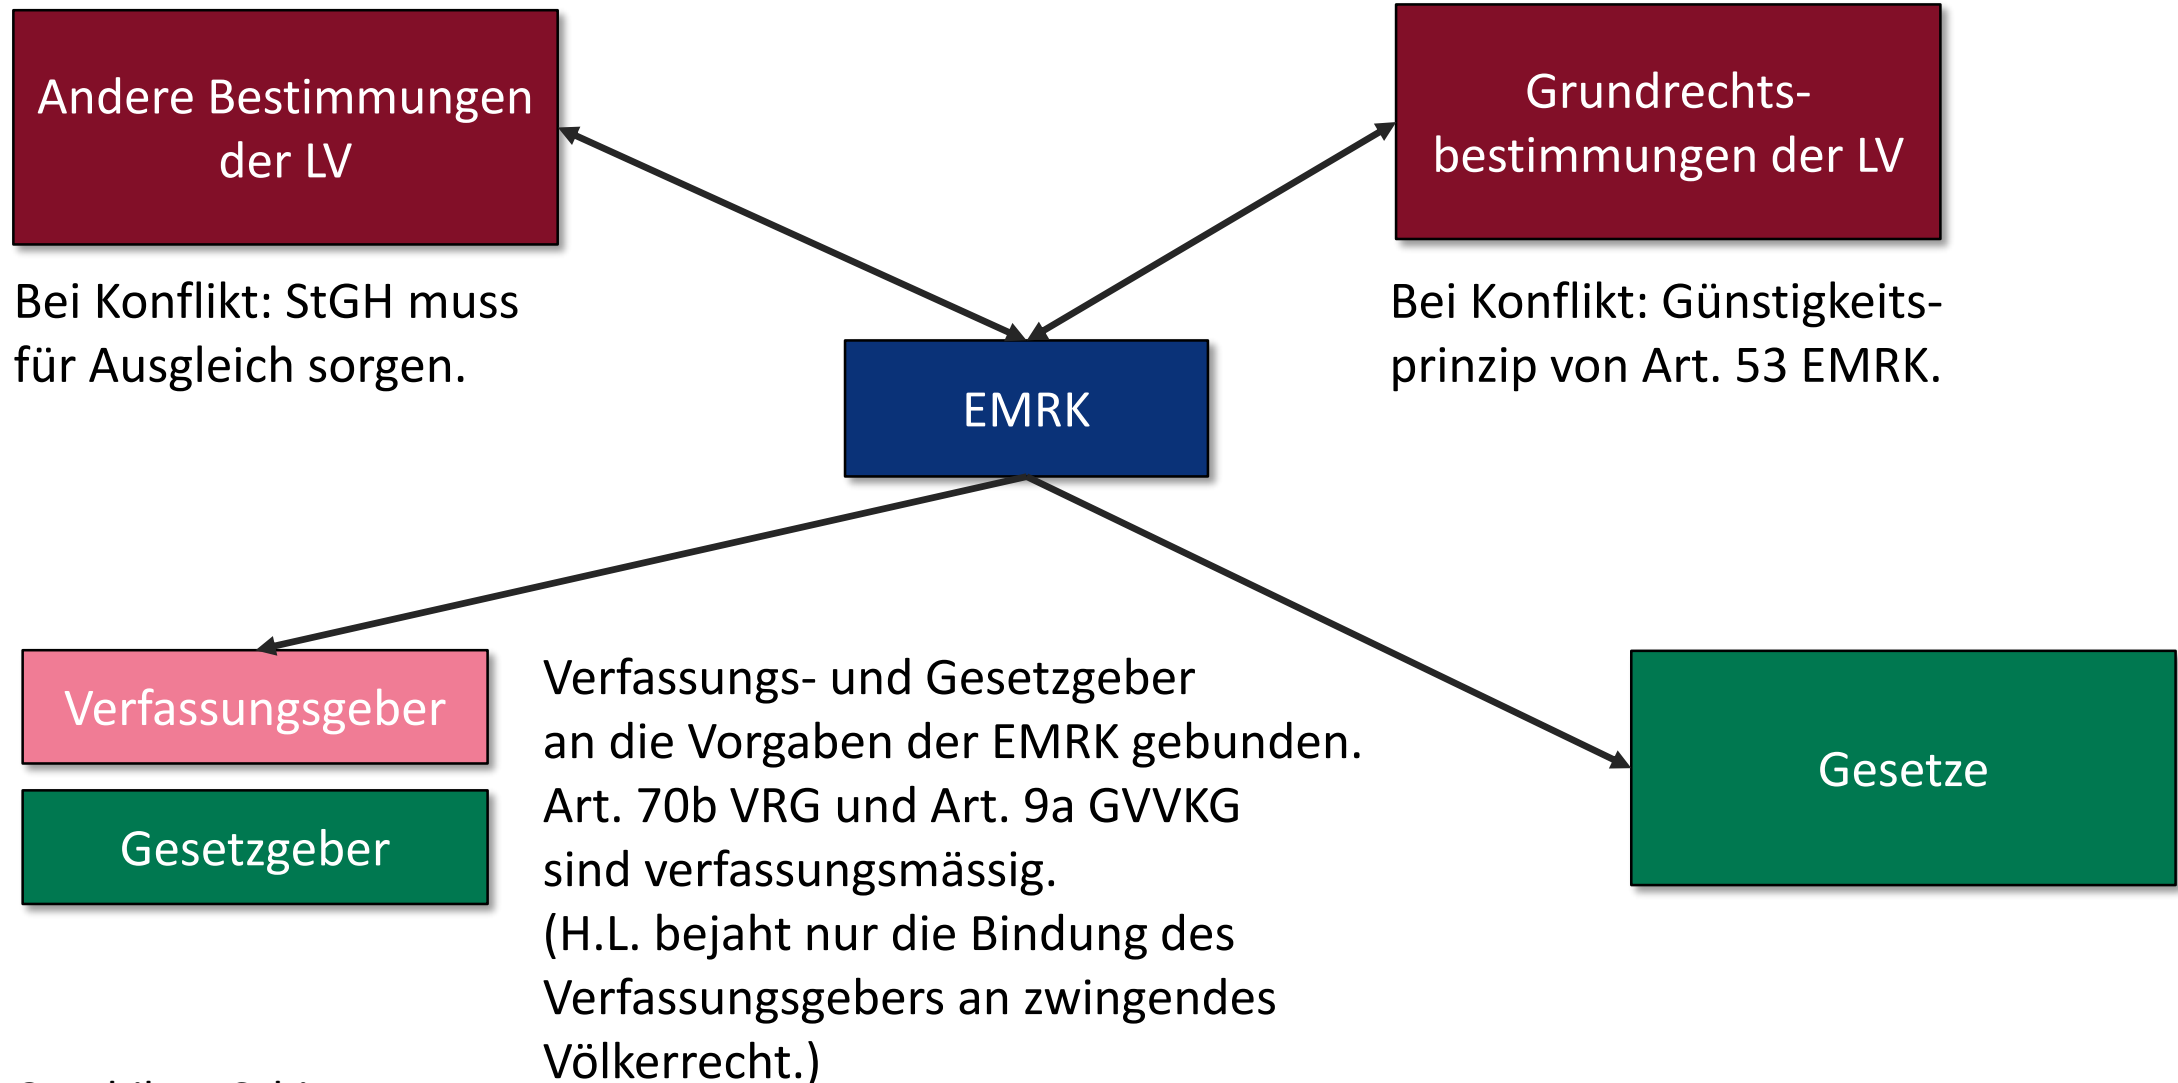 Andere Bestimmungen
der LV
Grundrechts-
bestimmungen der LV
Bei Konflikt: StGH muss
für Ausgleich sorgen.
Bei Konflikt: Günstigkeits-
prinzip von Art. 53 EMRK.
EMRK
Verfassungsgeber
Gesetzgeber
Verfassungs- und Gesetzgeber
an die Vorgaben der EMRK gebunden.
Art. 70b VRG und Art. 9a GVVKG
sind verfassungsmässig.
(H.L. bejaht nur die Bindung des
Verfassungsgebers an zwingendes
Völkerrecht.)
Gesetze